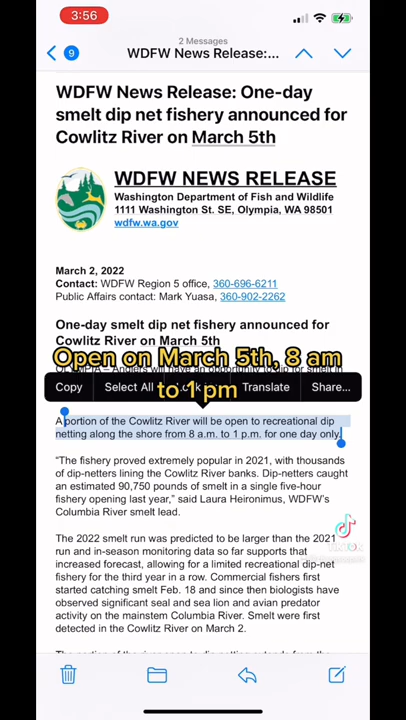 3:56
9
2 Messages
WDFW News Release:...
WDFW News Release: One-day
smelt dip net fishery announced for
Cowlitz River on March 5th
WDFW NEWS RELEASE
Washington Department of Fish and Wildlife
1111 Washington St. SE, Olympia, WA 98501
wdfw.wa.gov
March 2, 2022
Contact: WDFW Region 5 office, 360-696-6211
Public Affairs contact: Mark Yuasa, 360-902-2262
One-day smelt dip net fishery announced for
Cowlitz River on March 5th
Open on March 5th, 8 am
to 1 pm
OLYMPIA – Anglers will have an opportunity to dip for smelt in
Copy Select All Translate Share...
A portion of the Cowlitz River will be open to recreational dip
netting along the shore from 8 a.m. to 1 p.m. for one day only.
“The fishery proved extremely popular in 2021, with thousands
of dip-netters lining the Cowlitz River banks. Dip-netters caught
an estimated 90,750 pounds of smelt in a single five-hour
fishery opening last year,” said Laura Heironimus, WDFW’s
Columbia River smelt lead.
The 2022 smelt run was predicted to be larger than the 2021
run and in-season monitoring data so far supports that
increased forecast, allowing for a limited recreational dip-net
fishery for the third year in a row. Commercial fishers first
started catching smelt Feb. 18 and since then biologists have
observed significant seal and sea lion and avian predator
activity on the mainstem Columbia River. Smelt were first
detected in the Cowlitz River on March 2.